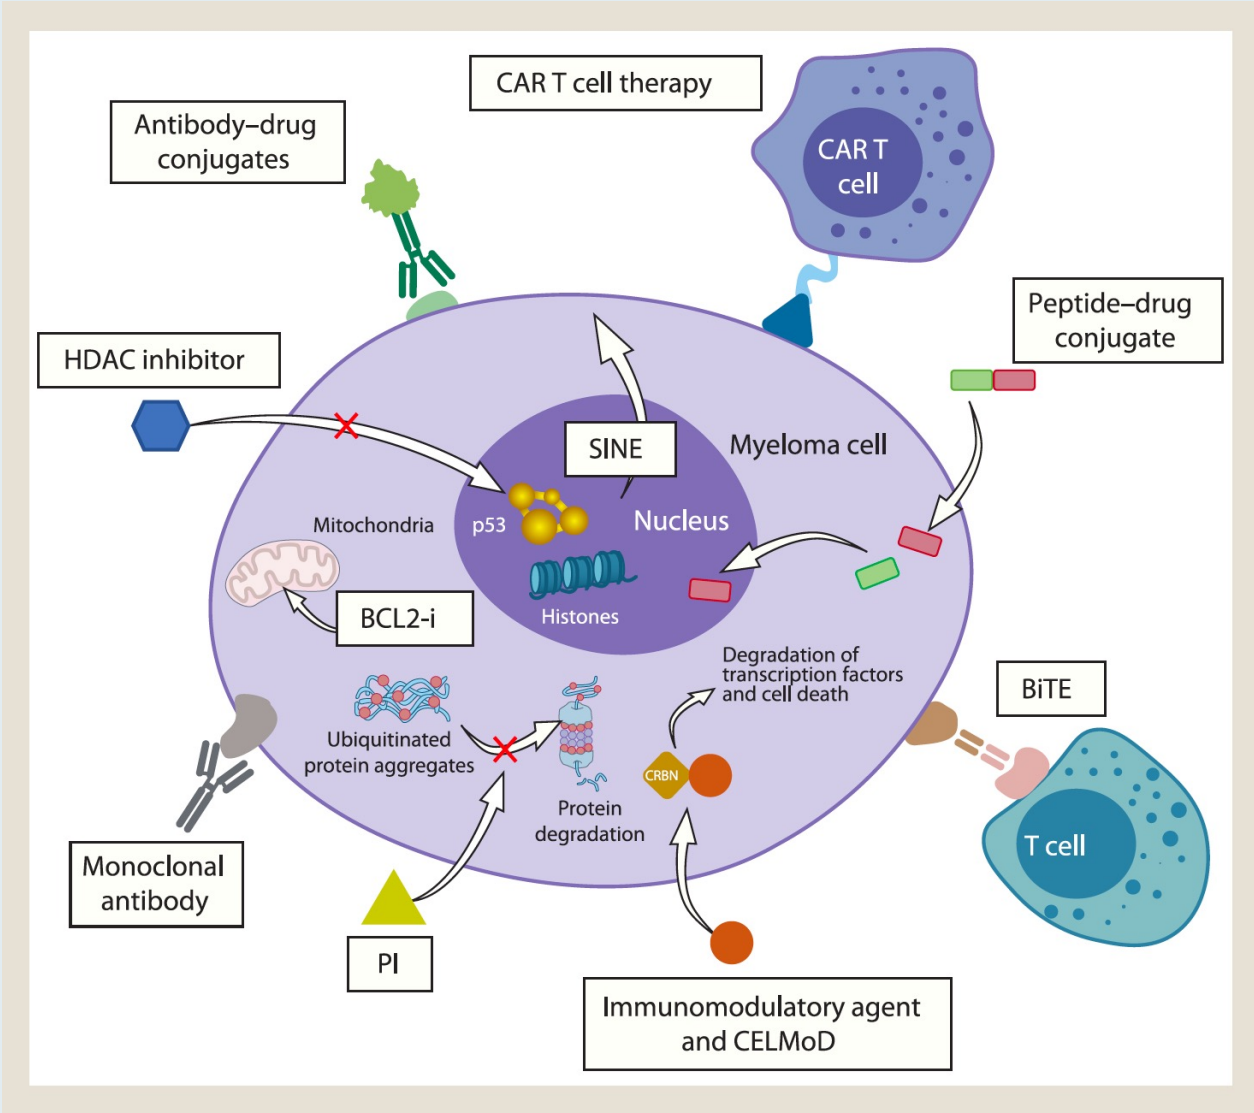 CAR T cell therapy
Antibody–drug
conjugates
CAR T
cell
Peptide–drug
conjugate
HDAC inhibitor
SINE
Myeloma cell
Mitochondria
p53
Nucleus
BCL2-i
Histones
Degradation of
transcription factors
and cell death
BiTE
Ubiquitinated
protein aggregates
CRBN
Protein
degradation
T cell
Monoclonal
antibody
PI
Immunomodulatory agent
and CELMoD